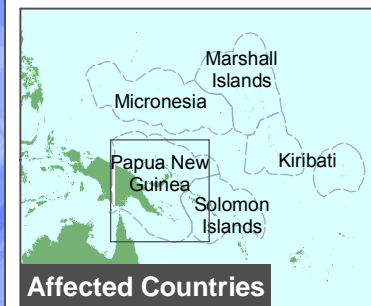 Marshall
Islands
Micronesia
Papua New
Guinea
Kiribati
Solomon
Islands
Affected Countries